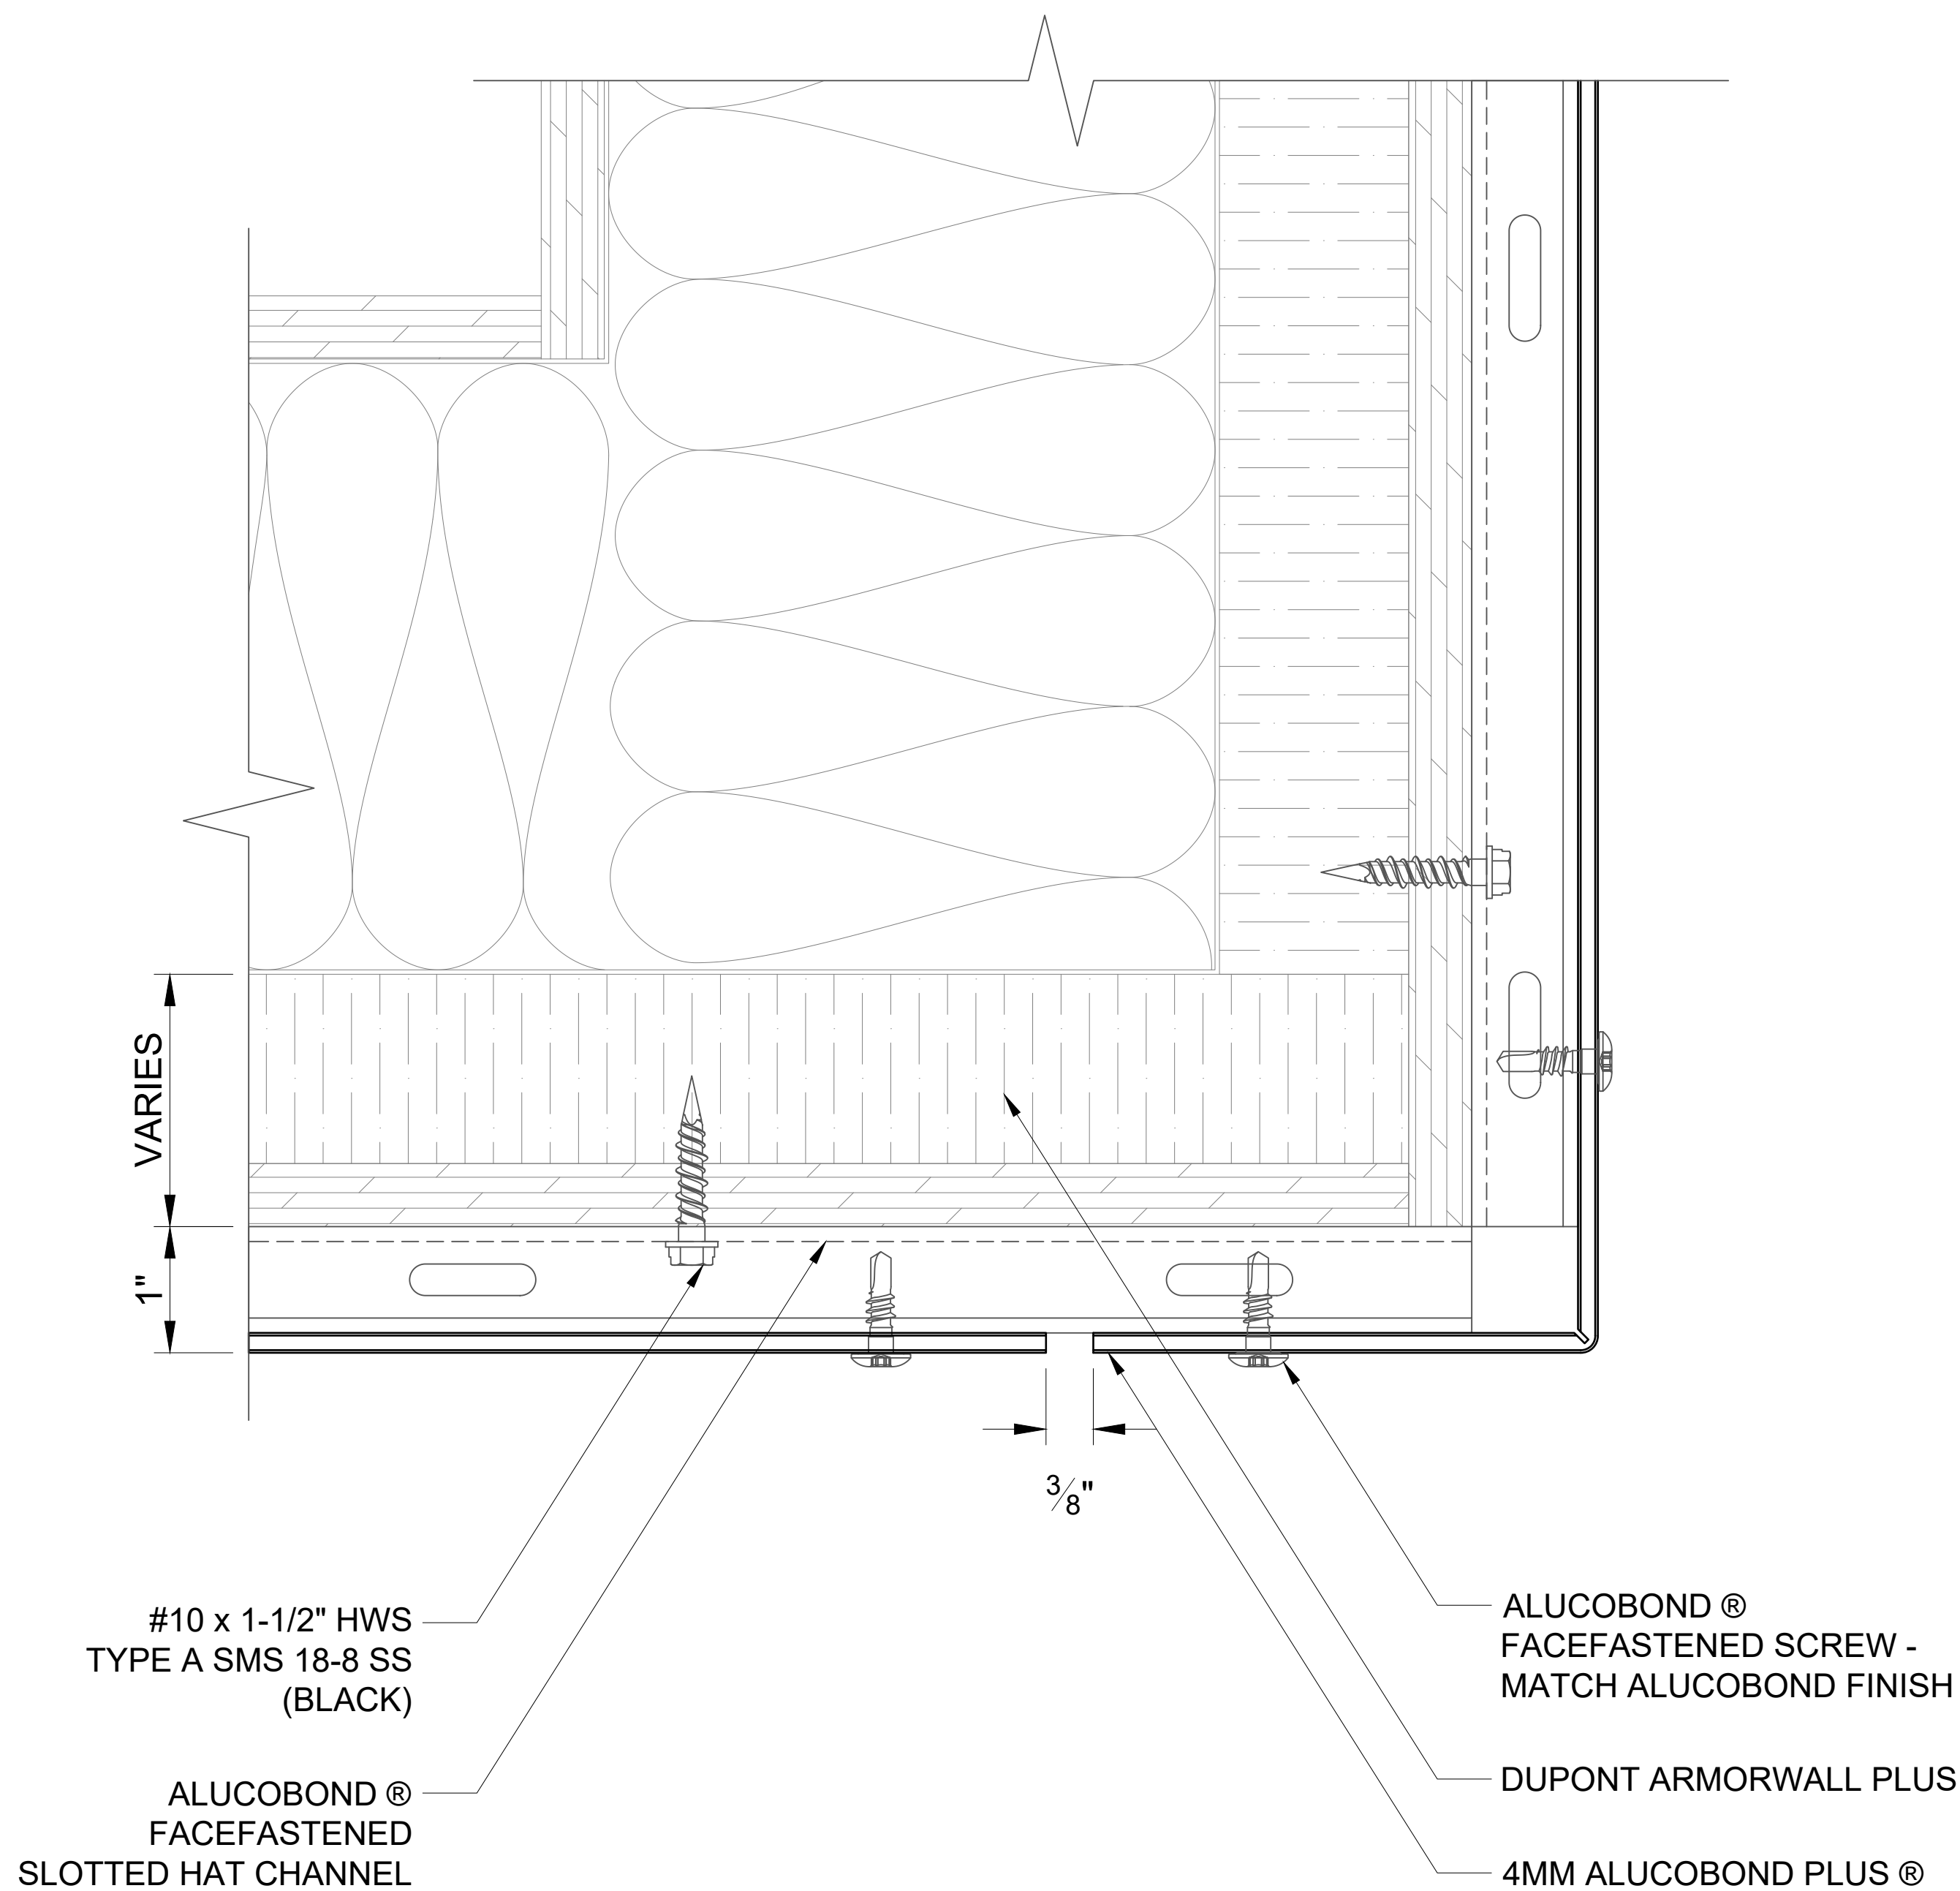 VARIES
1"
3/8"
#10 x 1-1/2" HWS
TYPE A SMS 18-8 SS
(BLACK)
ALUCOBOND ®
FACEFASTENED
SLOTTED HAT CHANNEL
ALUCOBOND ®
FACEFASTENED SCREW -
MATCH ALUCOBOND FINISH
DUPONT ARMORWALL PLUS
4MM ALUCOBOND PLUS ®